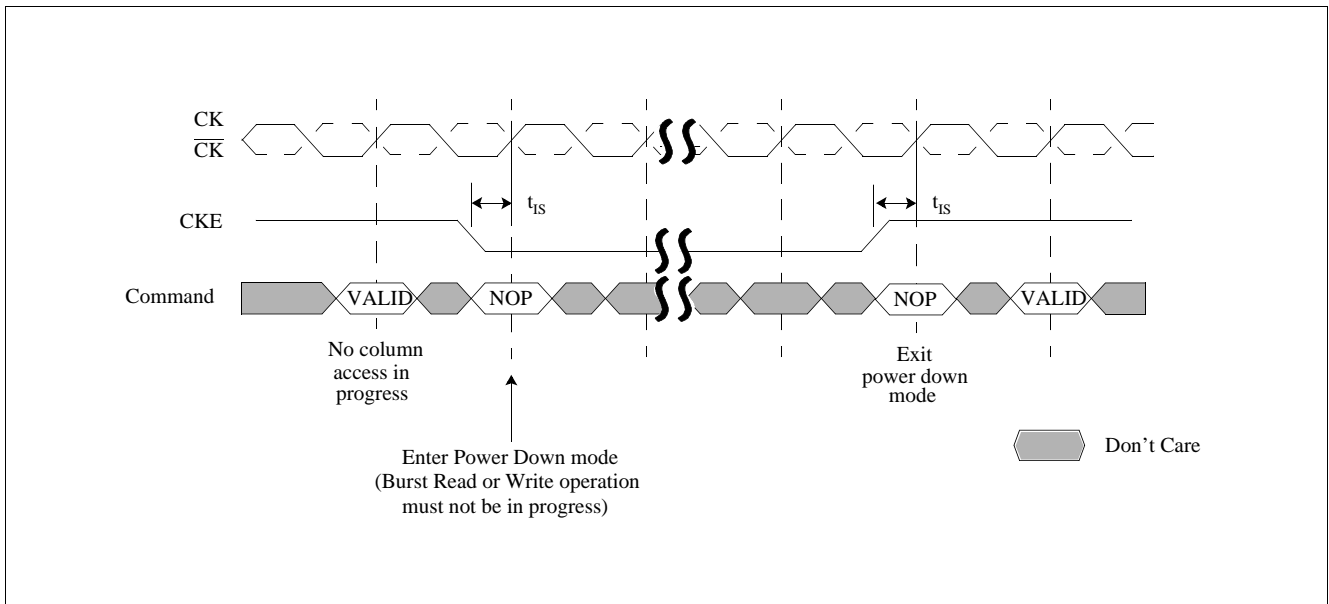 CK
CK
t_IS
t_IS
CKE
Command
VALID
NOP
NOP
VALID
No column
access in
progress
Exit
power down
mode
Enter Power Down mode
(Burst Read or Write operation
must not be in progress)
Don't Care